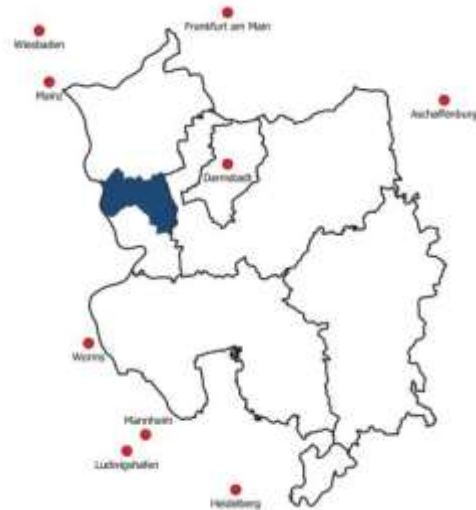 Frankfurt am Main
Wiesbaden
Mainz
Aschaffenburg
Darmstadt
Worms
Mannheim
Ludwigshafen
Heidelberg